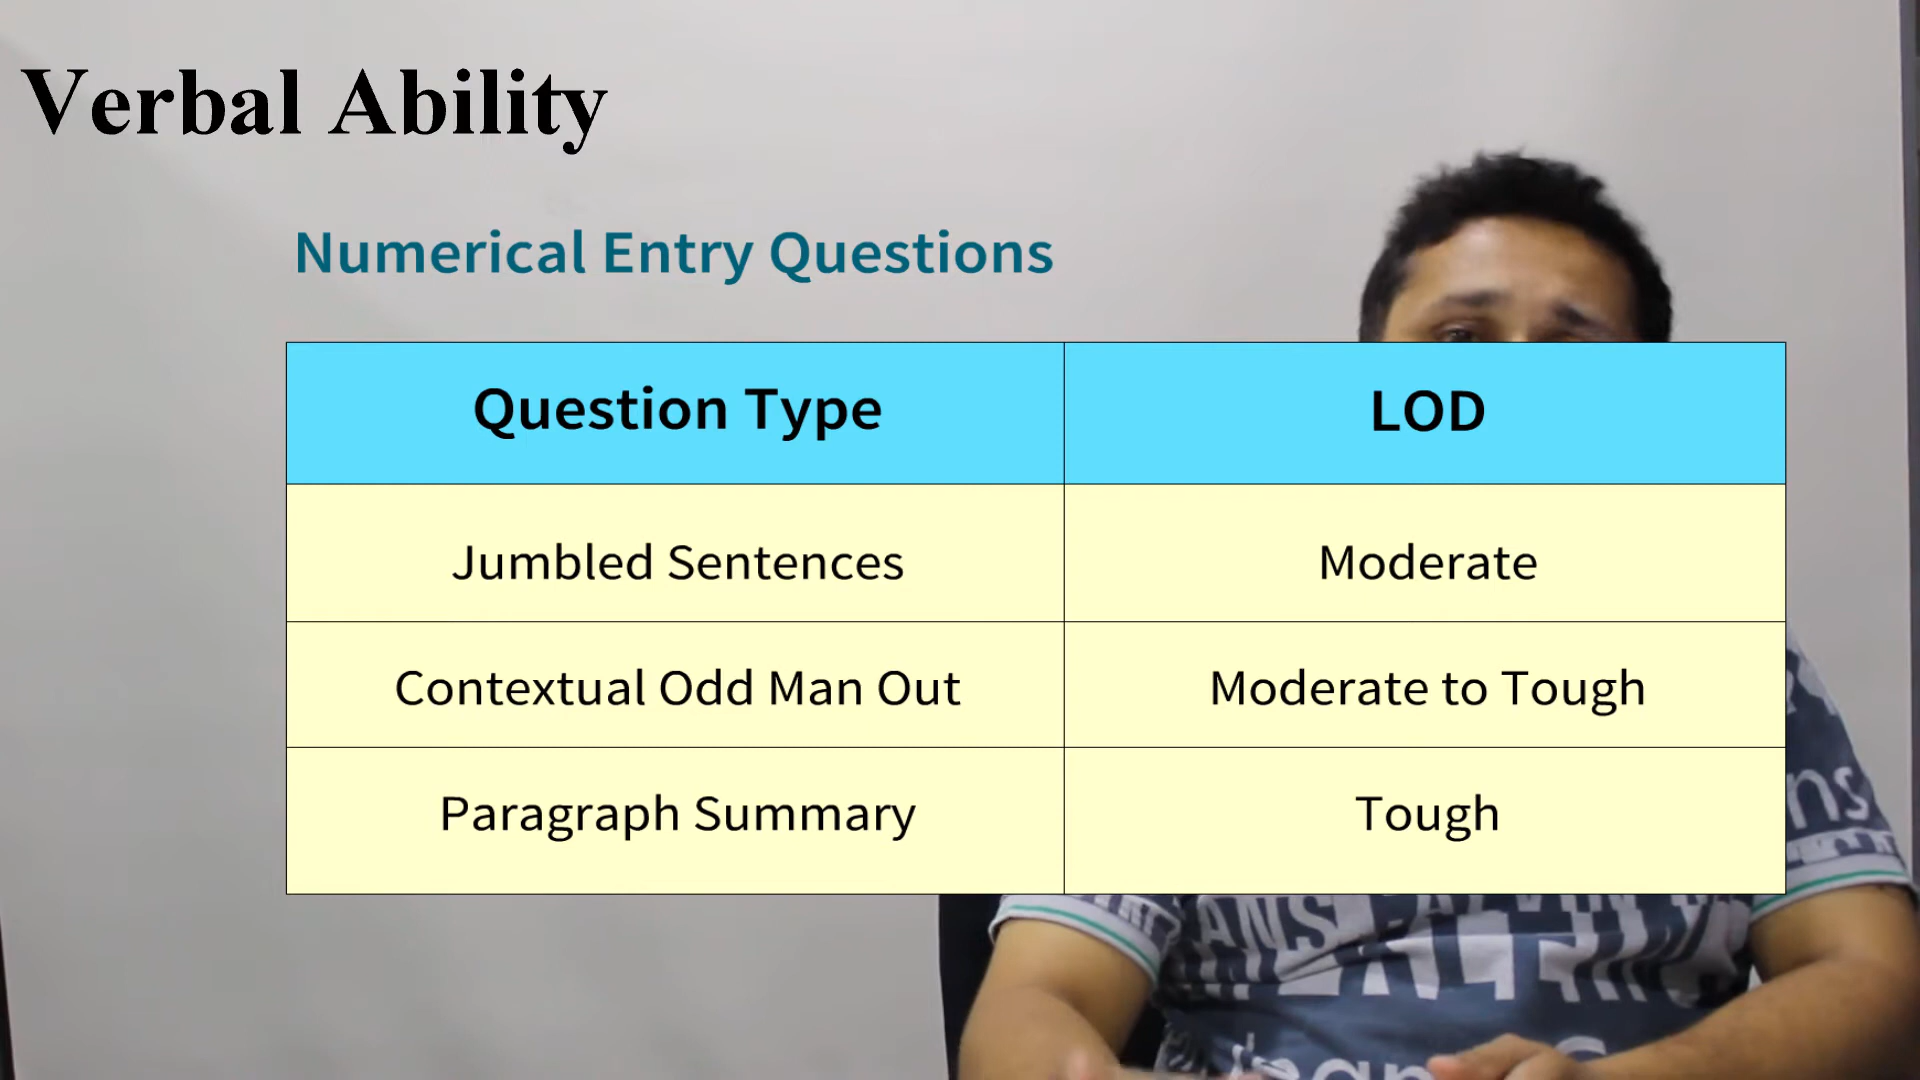 Verbal Ability
Numerical Entry Questions
Question Type LOD
Jumbled Sentences Moderate
Contextual Odd Man Out Moderate to Tough
Paragraph Summary Tough